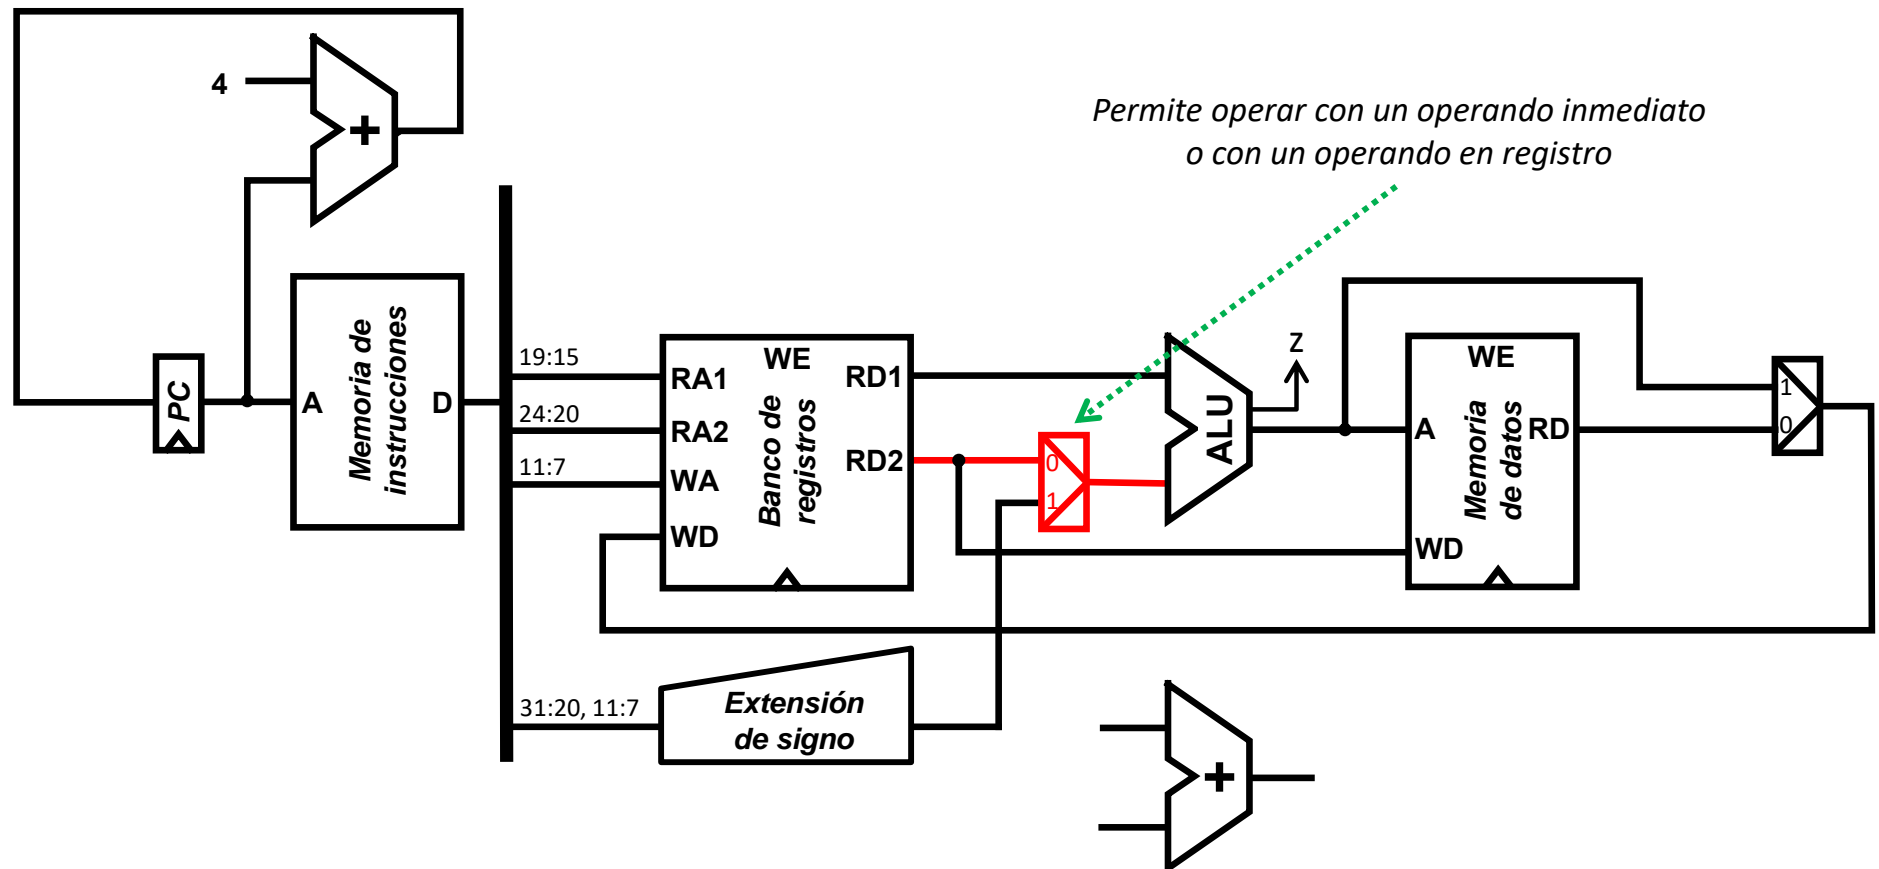 4
+
Permite operar con un operando inmediato
o con un operando en registro
PC
A
Memoria de
instrucciones
D
19:15
24:20
11:7
31:20, 11:7
RA1
RA2
WA
WD
WE
Banco de
registros
RD1
RD2
0
1
ALU
Z
WE
A
Memoria
de datos
RD
WD
1
0
Extensión
de signo
+